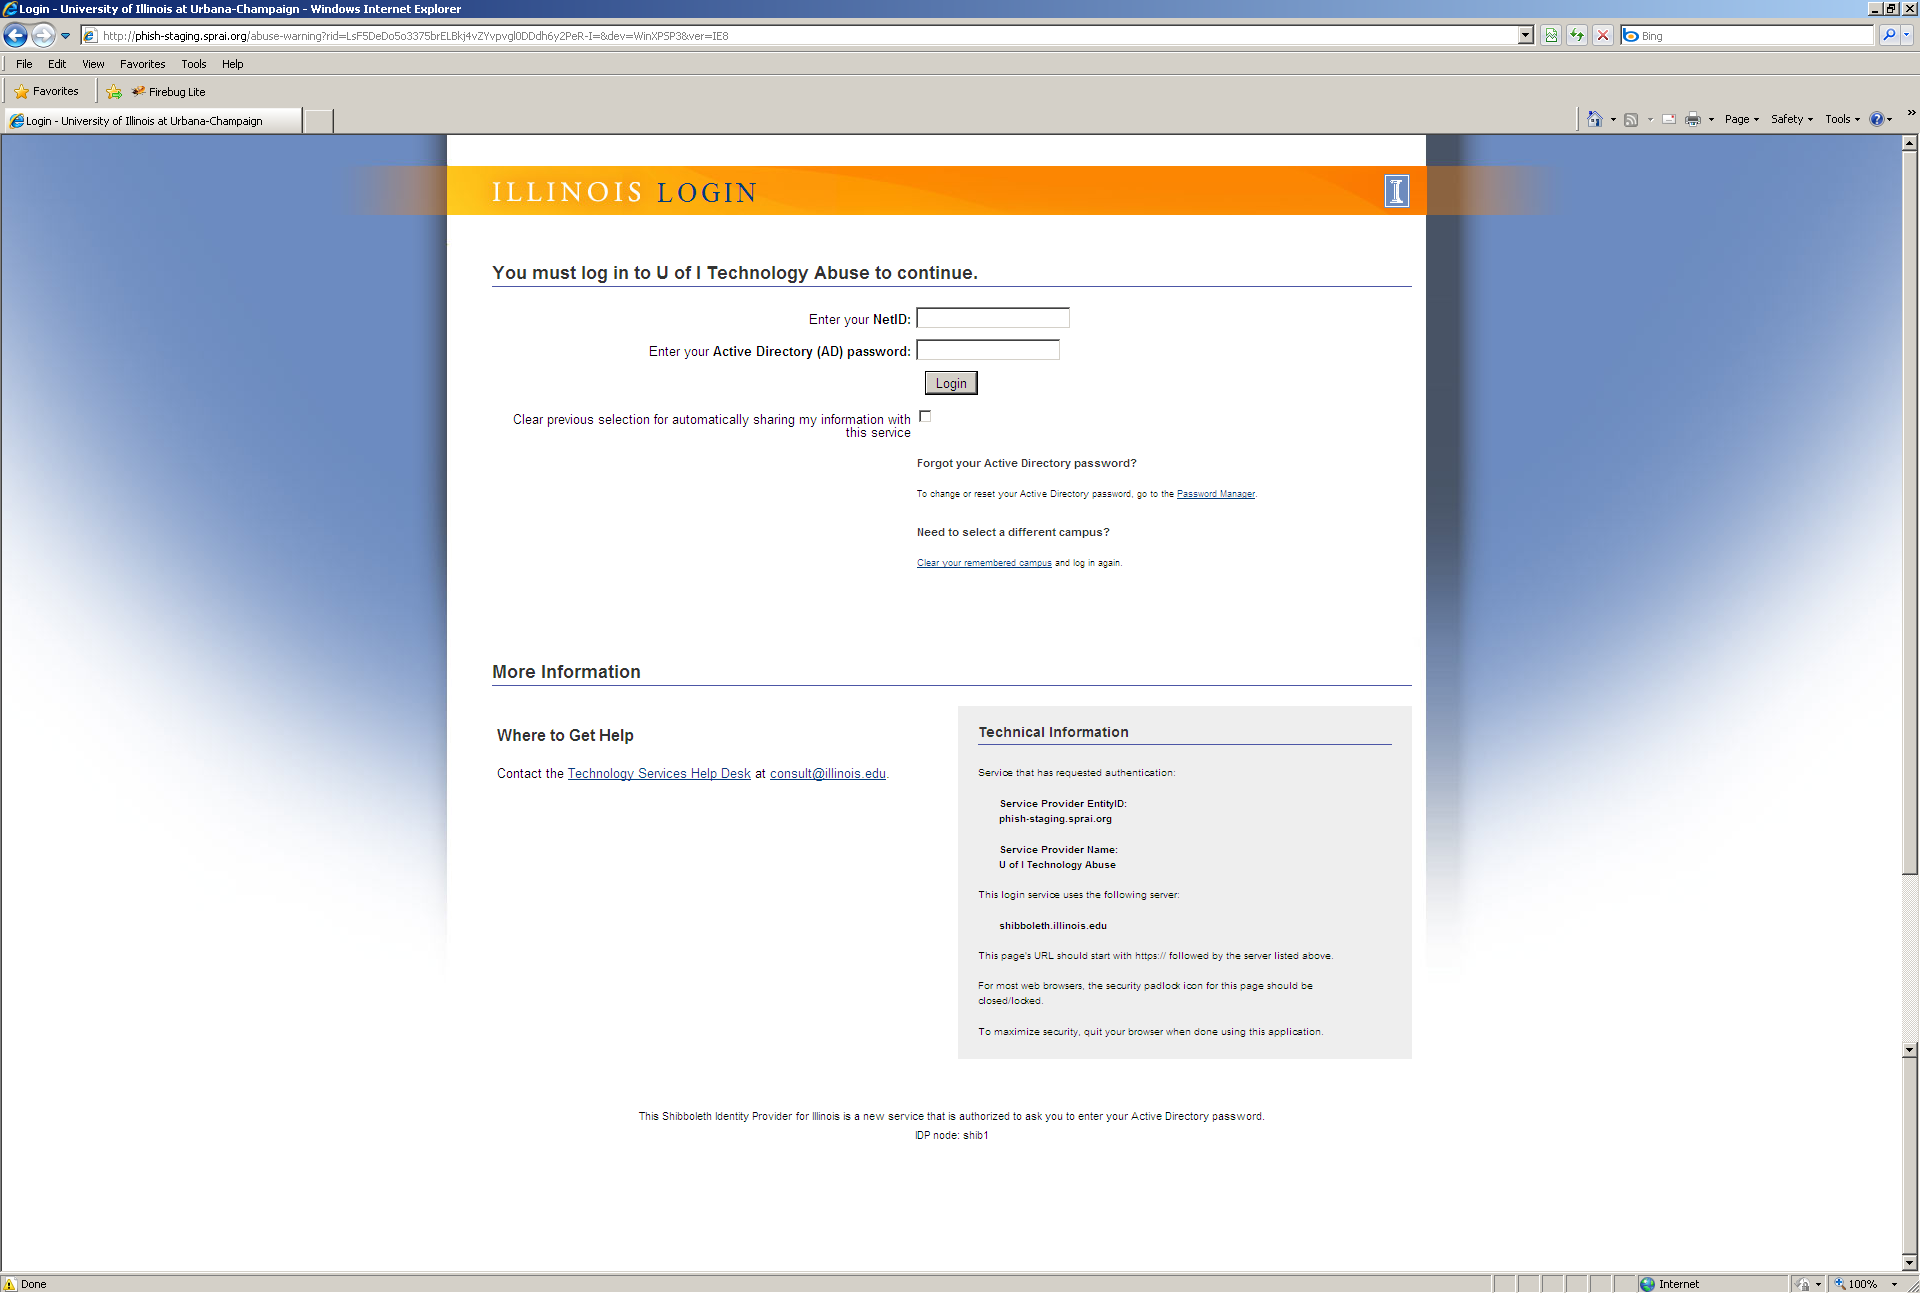 Login - University of Illinois at Urbana-Champaign - Windows Internet Explorer
http://phish-staging.sprai.org/abuse-warning?rid=LsF5DeDo5o3375brELBkj4vZYvpvgl0DDdh6y2PeR-I=&dev=WinXPSP3&ver=IE8
Bing
File Edit View Favorites Tools Help
Favorites Firebug Lite
Login - University of Illinois at Urbana-Champaign
Page Safety Tools
ILLINOIS LOGIN
You must log in to U of I Technology Abuse to continue.
Enter your NetID:
Enter your Active Directory (AD) password:
Login
Clear previous selection for automatically sharing my information with
this service
Forgot your Active Directory password?
To change or reset your Active Directory password, go to the Password Manager.
Need to select a different campus?
Clear your remembered campus and log in again.
More Information
Where to Get Help
Contact the Technology Services Help Desk at consult@illinois.edu.
Technical Information
Service that has requested authentication:
Service Provider EntityID:
phish-staging.sprai.org
Service Provider Name:
U of I Technology Abuse
This login service uses the following server:
shibboleth.illinois.edu
This page's URL should start with https:// followed by the server listed above.
For most web browsers, the security padlock icon for this page should be
closed/locked.
To maximize security, quit your browser when done using this application.
This Shibboleth Identity Provider for Illinois is a new service that is authorized to ask you to enter your Active Directory password.
IDP node: shib1
Done
Internet
100%